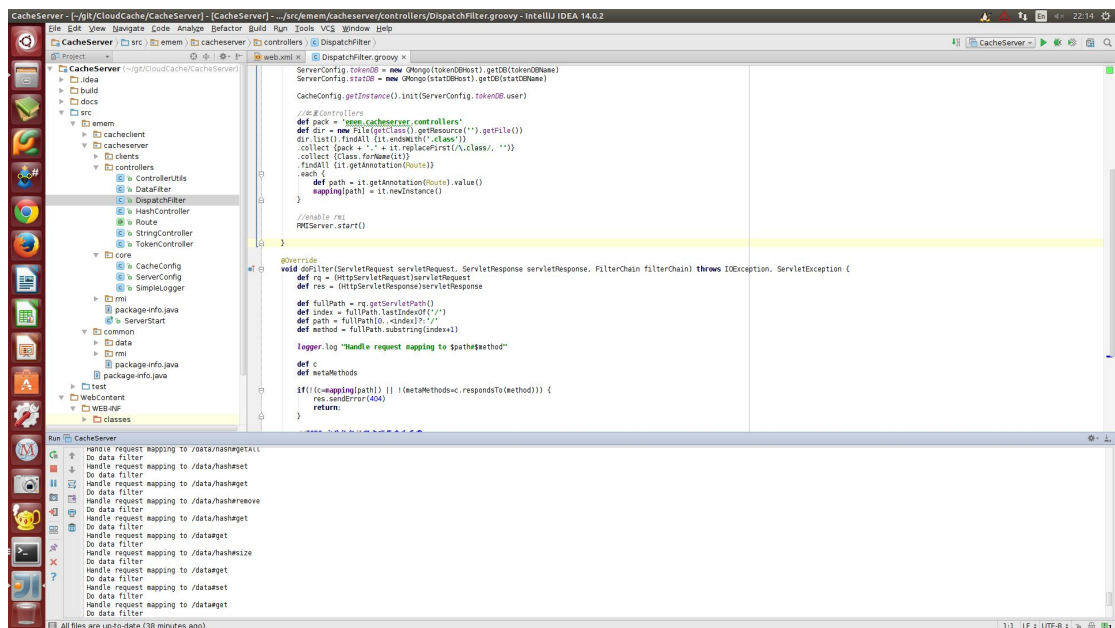 CacheServer - [~/git/CloudCache/CacheServer] - [CacheServer] - .../src/emem/cacheserver/controllers/DispatchFilter.groovy - IntelliJ IDEA 14.0.2
En
22:14
File Edit View Navigate Code Analyze Refactor Build Run Tools VCS Window Help
CacheServer src emem cacheserver controllers DispatchFilter
CacheServer
Project
web.xml × DispatchFilter.groovy ×
CacheServer (~/git/CloudCache/CacheServer)
.idea
build
docs
src
emem
cacheclient
cacheserver
clients
controllers
ControllerUtils
DataFilter
DispatchFilter
HashController
Route
StringController
TokenController
core
CacheConfig
ServerConfig
SimpleLogger
rmi
package-info.java
ServerStart
common
data
rmi
package-info.java
package-info.java
test
WebContent
WEB-INF
classes
ServerConfig.tokenDB = new GMongo(tokenDBHost).getDB(tokenDBName)
ServerConfig.statDB = new GMongo(statDBHost).getDB(statDBName)
CacheConfig.getInstance().init(ServerConfig.tokenDB.user)
Controllers
def pack = 'emem.cacheserver.controllers'
def dir = new File(getClass().getResource('').getFile())
dir.list().findAll {it.endsWith('.class')}
.collect {pack + "." + it.replaceFirst(/\.class/, "")}
.collect {Class.forName(it)}
.findAll {it.getAnnotation(Route)}
.each {
def path = it.getAnnotation(Route).value()
mapping[path] = it.newInstance()
}
//enable rmi
RMIServer.start()
}
@Override
void doFilter(ServletRequest servletRequest, ServletResponse servletResponse, FilterChain filterChain) throws IOException, ServletException {
def rq = (HttpServletRequest)servletRequest
def res = (HttpServletResponse)servletResponse
def fullPath = rq.getServletPath()
def index = fullPath.lastIndexOf('/')
def path = fullPath[0..<index]?:'/'
def method = fullPath.substring(index+1)
logger.log "Handle request mapping to $path#$method"
def c
def metaMethods
if(!(c=mapping[path]) || !(metaMethods=c.respondsTo(method))) {
res.sendError(404)
return;
}
Run CacheServer
Handle request mapping to /data/hash#getAll
Do data filter
Handle request mapping to /data/hash#set
Do data filter
Handle request mapping to /data/hash#get
Do data filter
Handle request mapping to /data/hash#remove
Do data filter
Handle request mapping to /data/hash#get
Do data filter
Handle request mapping to /data#get
Do data filter
Handle request mapping to /data/hash#size
Do data filter
Handle request mapping to /data#get
Do data filter
Handle request mapping to /data#set
Do data filter
Handle request mapping to /data#get
Do data filter
All files are up-to-date (38 minutes ago)
1:1 LF UTF-8